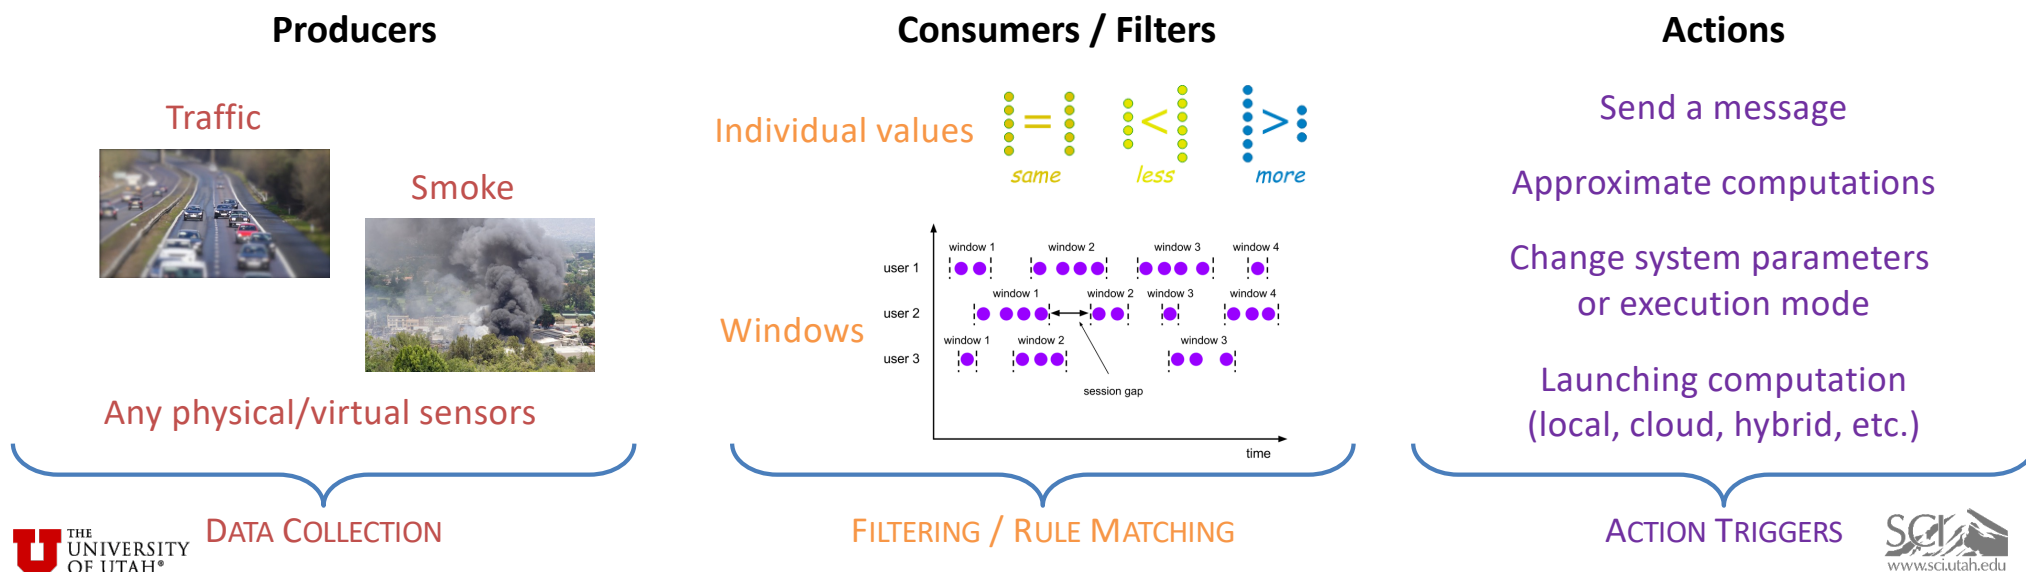 Producers
Traffic
Smoke
Any physical/virtual sensors
DATA COLLECTION
THE
UNIVERSITY
OF UTAH®
Consumers / Filters
Individual values
=
<
>
same
less
more
Windows
window 1
window 2
window 3
window 4
user 1
window 1
window 2
window 3
window 4
user 2
window 1
window 2
window 3
user 3
session gap
time
FILTERING / RULE MATCHING
Actions
Send a message
Approximate computations
Change system parameters
or execution mode
Launching computation
(local, cloud, hybrid, etc.)
ACTION TRIGGERS
SCI
www.sci.utah.edu